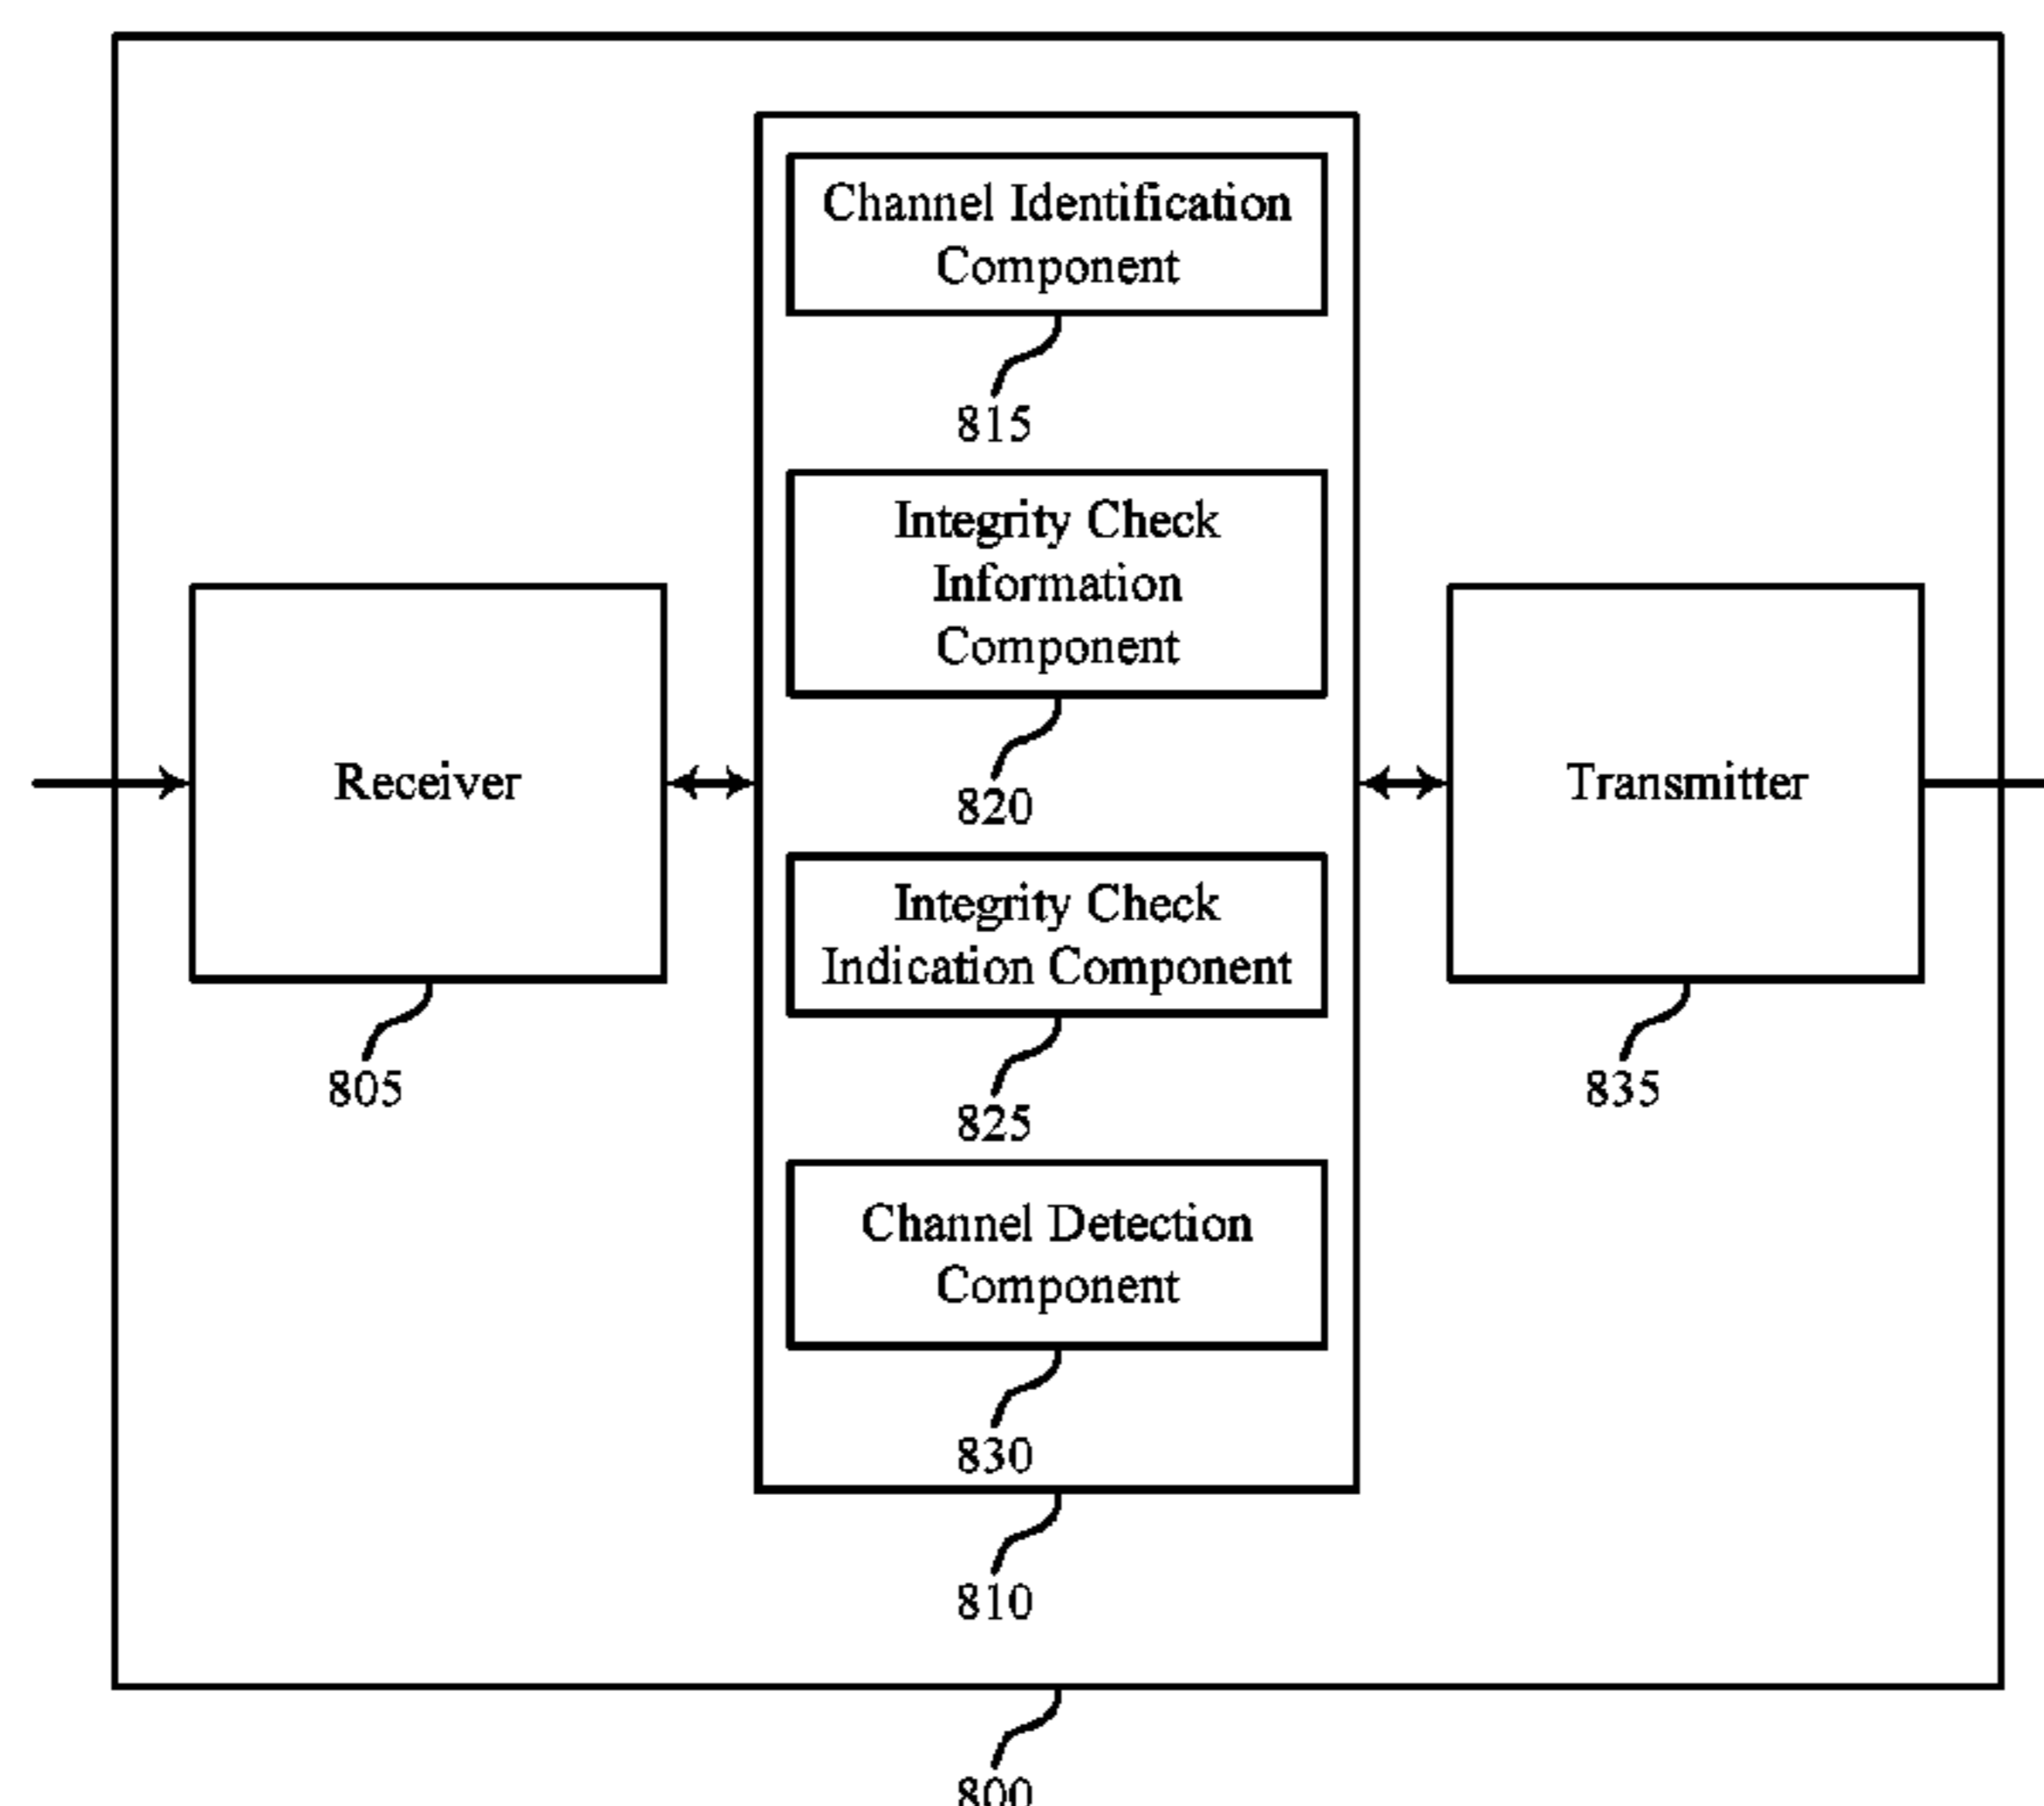 Channel Identification
Component
815
Integrity Check
Information
Component
820
Receiver
805
Integrity Check
Indication Component
825
Transmitter
835
Channel Detection
Component
830
810
800